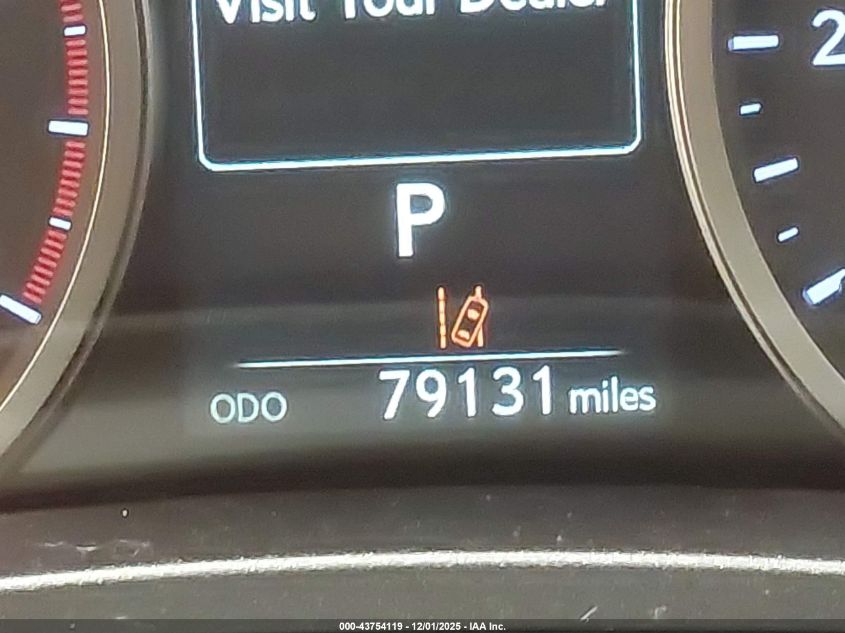 Visit Your Dealer
2
P
ODO 79131 miles
000-43754119 - 12/01/2025 - IAA Inc.